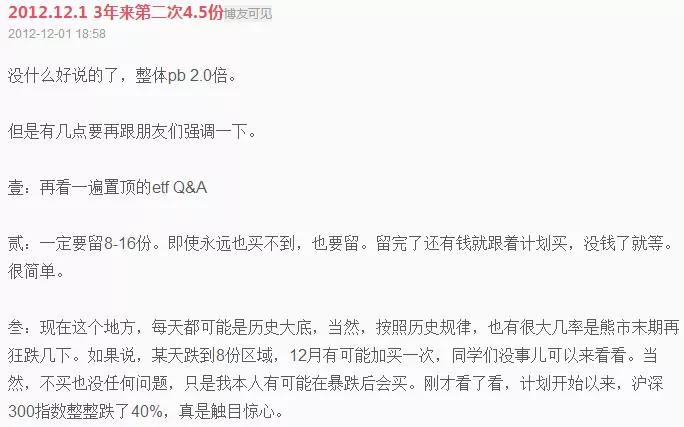 2012.12.1 3年来第二次4.5份博友可见
2012-12-01 18:58
没什么好说的了，整体pb 2.0倍。
但是有几点要再跟朋友们强调一下。
壹：再看一遍置顶的etf Q&A
贰：一定要留8-16份。即使永远也买不到，也要留。留完了还有钱就跟着计划买，没钱了就等。
很简单。
叁：现在这个地方，每天都可能是历史大底，当然，按照历史规律，也有很大几率是熊市末期再
狂跌几下。如果说，某天跌到8份区域，12月有可能加买一次，同学们没事儿可以来看看。当
然，不买也没任何问题，只是我本人有可能在暴跌后会买。刚才看了看，计划开始以来，沪深
300指数整整跌了40%，真是触目惊心。